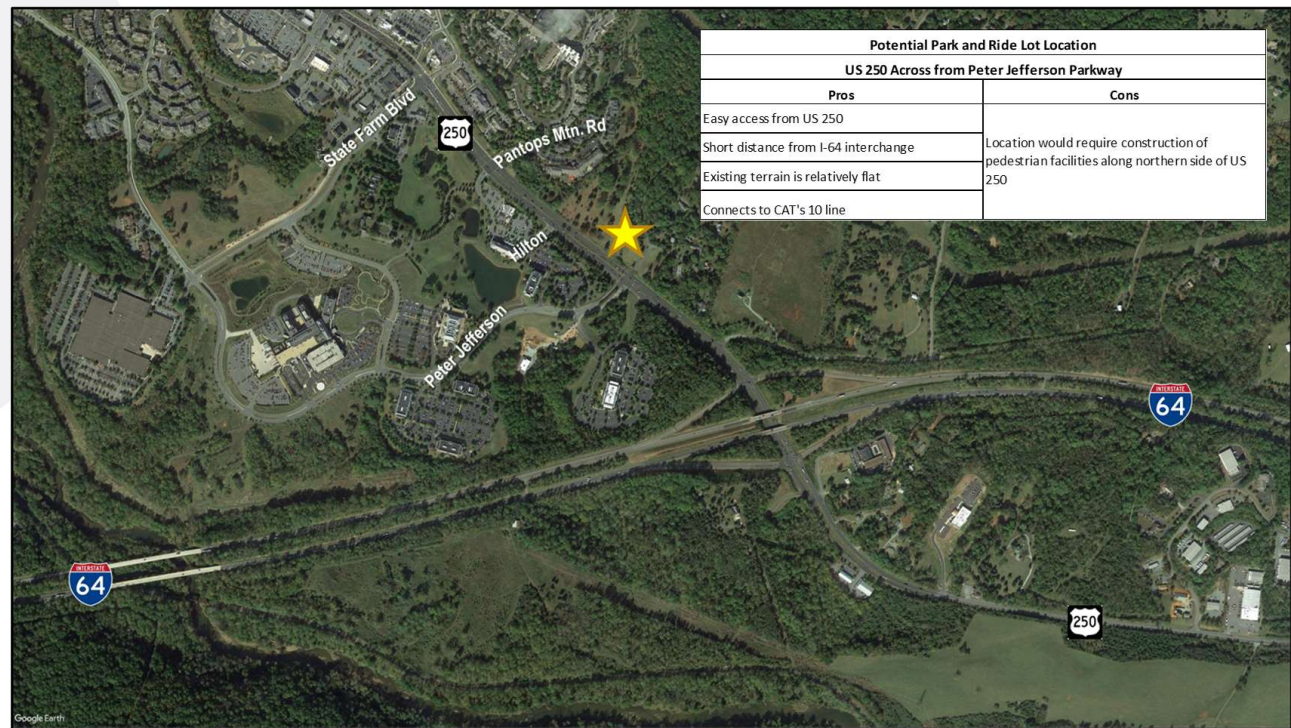 Potential Park and Ride Lot Location
US 250 Across from Peter Jefferson Parkway
Pros
Cons
Easy access from US 250
Short distance from I-64 interchange
Existing terrain is relatively flat
Connects to CAT's 10 line
Location would require construction of
pedestrian facilities along northern side of US
250
State Farm Blvd
250
Pantops Mtn. Rd
Hilton
Peter Jefferson
INTERSTATE
64
INTERSTATE
64
250
Google Earth